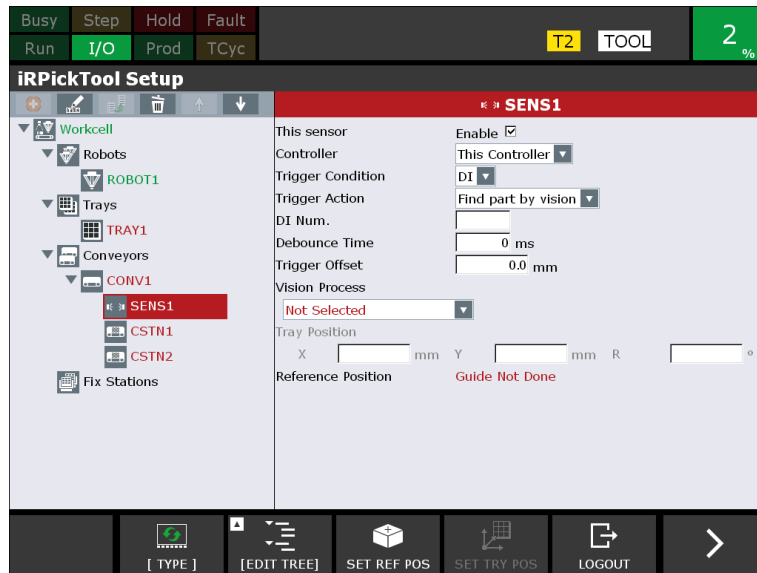 Busy Step Hold Fault
Run I/O Prod TCyc
T2 TOOL
2 %
iRPickTool Setup
SENS1
Workcell
Robots
ROBOT1
Trays
TRAY1
Conveyors
CONV1
SENS1
CSTN1
CSTN2
Fix Stations
This sensor Enable
Controller This Controller
Trigger Condition DI
Trigger Action Find part by vision
DI Num.
Debounce Time 0 ms
Trigger Offset 0.0 mm
Vision Process
Not Selected
Tray Position
X mm Y mm R °
Reference Position Guide Not Done
[ TYPE ] [EDIT TREE] SET REF POS SET TRY POS LOGOUT